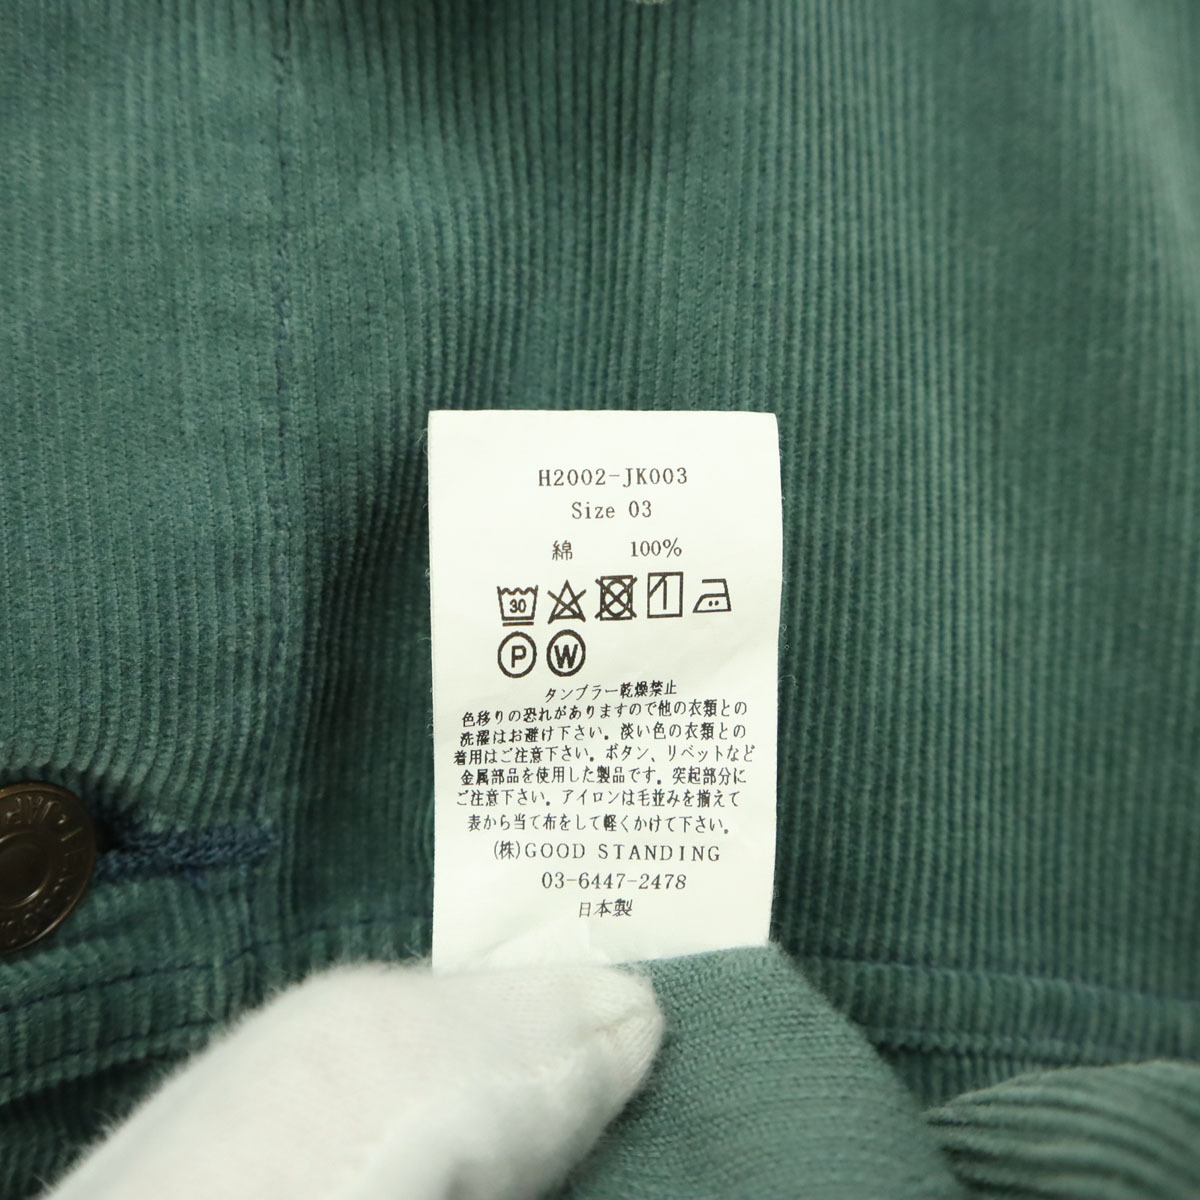 H2002-JK003
Size 03
綿 100%
30
P W
タンブラー乾燥禁止
色移りの恐れがありますので他の衣類との
洗濯はお避け下さい。淡い色の衣類との
着用はご注意下さい。ボタン、リベットなど
金属部品を使用した製品です。突起部分に
ご注意下さい。アイロンは毛並みを揃えて
表から当て布をして軽くかけて下さい。
(株)GOOD STANDING
03-6447-2478
日本製